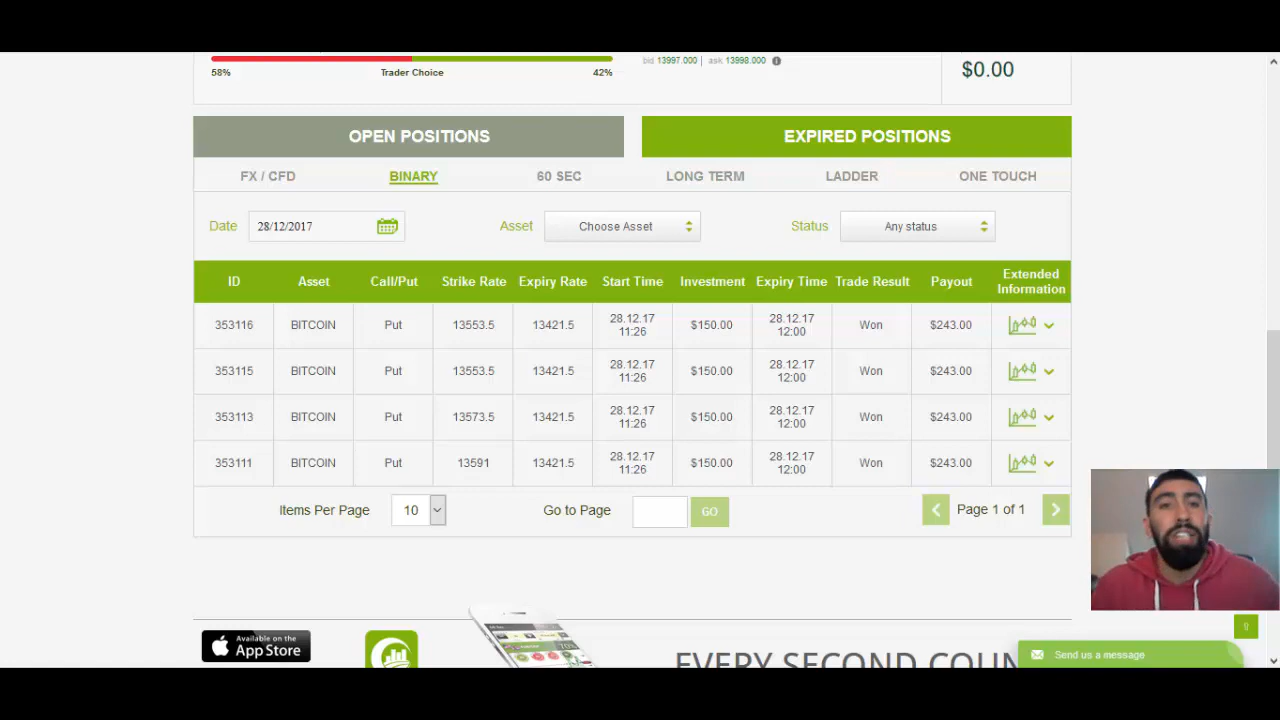 bid 13997.000 | ask 13998.000
58% Trader Choice 42%
$0.00
OPEN POSITIONS EXPIRED POSITIONS
FX / CFD BINARY 60 SEC LONG TERM LADDER ONE TOUCH
Date 28/12/2017 Asset Choose Asset Status Any status
ID Asset Call/Put Strike Rate Expiry Rate Start Time Investment Expiry Time Trade Result Payout Extended Information
353116 BITCOIN Put 13553.5 13421.5 28.12.17 11:26 $150.00 28.12.17 12:00 Won $243.00
353115 BITCOIN Put 13553.5 13421.5 28.12.17 11:26 $150.00 28.12.17 12:00 Won $243.00
353113 BITCOIN Put 13573.5 13421.5 28.12.17 11:26 $150.00 28.12.17 12:00 Won $243.00
353111 BITCOIN Put 13591 13421.5 28.12.17 11:26 $150.00 28.12.17 12:00 Won $243.00
Items Per Page 10 Go to Page GO Page 1 of 1
Available on the
App Store
EVERY SECOND COUN
Send us a message